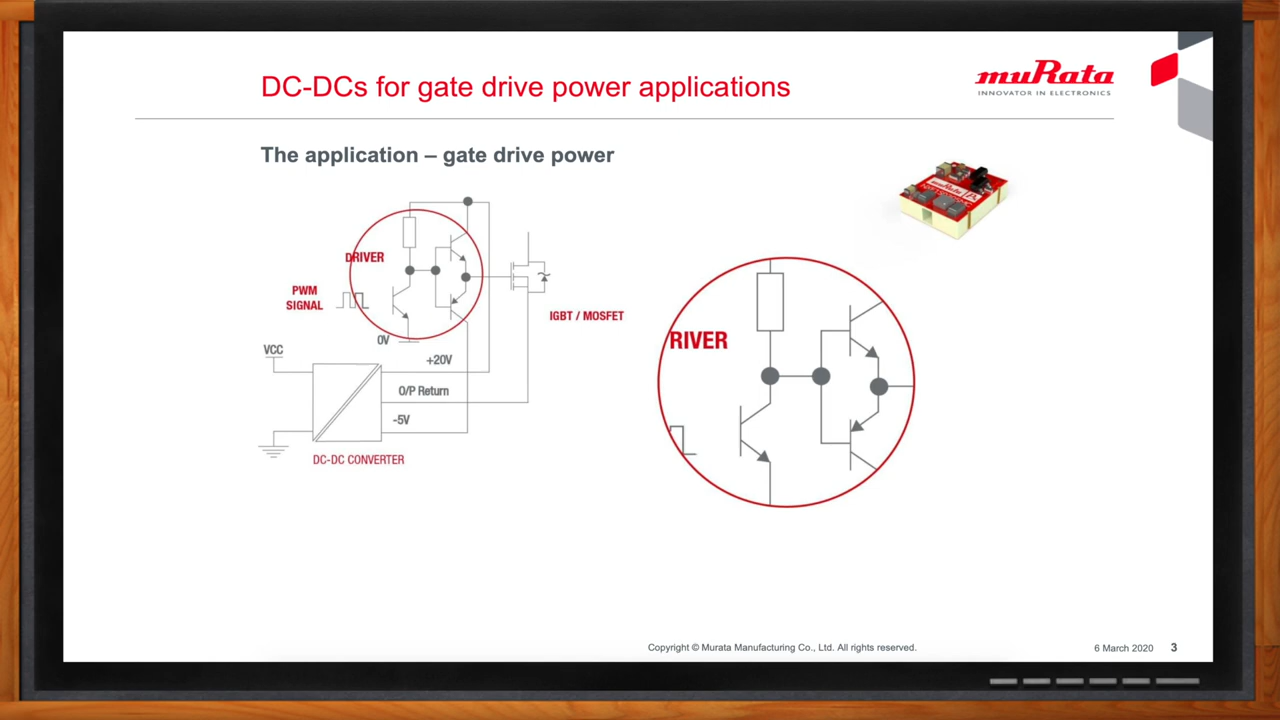 DC-DCs for gate drive power applications
muRata
INNOVATOR IN ELECTRONICS
The application – gate drive power
DRIVER
PWM
SIGNAL
IGBT / MOSFET
0V
VCC
+20V
O/P Return
-5V
DC-DC CONVERTER
RIVER
muRata
Copyright © Murata Manufacturing Co., Ltd. All rights reserved.
6 March 2020
3